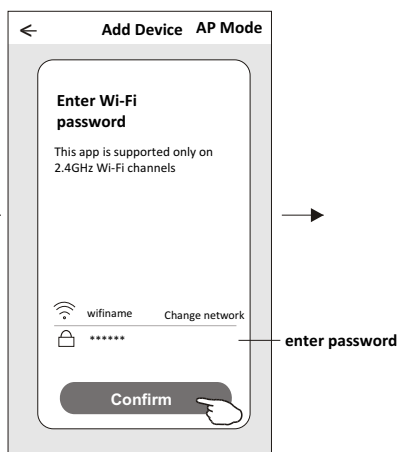 Add Device AP Mode
Enter Wi-Fi
password
This app is supported only on
2.4GHz Wi-Fi channels
wifiname Change network
******
enter password
Confirm